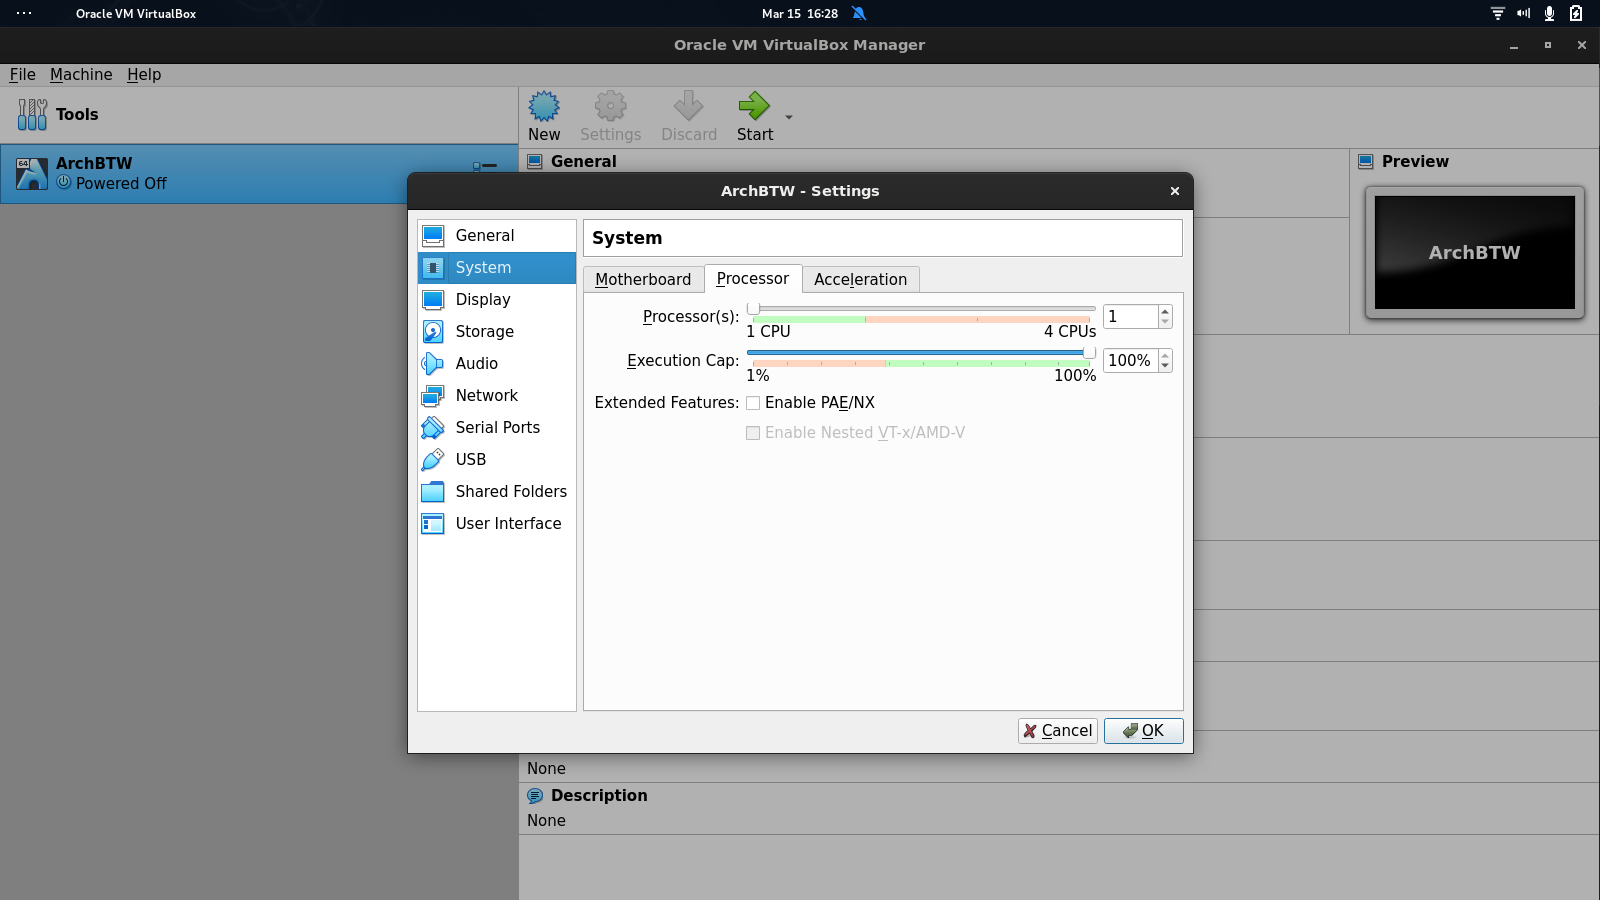 Oracle VM VirtualBox
Mar 15 16:28
Oracle VM VirtualBox Manager
File Machine Help
Tools
New Settings Discard Start
64 ArchBTW
Powered Off
General
Preview
ArchBTW
ArchBTW - Settings
General
System
Display
Storage
Audio
Network
Serial Ports
USB
Shared Folders
User Interface
System
Motherboard Processor Acceleration
Processor(s): 1
1 CPU 4 CPUs
Execution Cap: 100%
1% 100%
Extended Features: Enable PAE/NX
Enable Nested VT-x/AMD-V
Cancel OK
None
Description
None